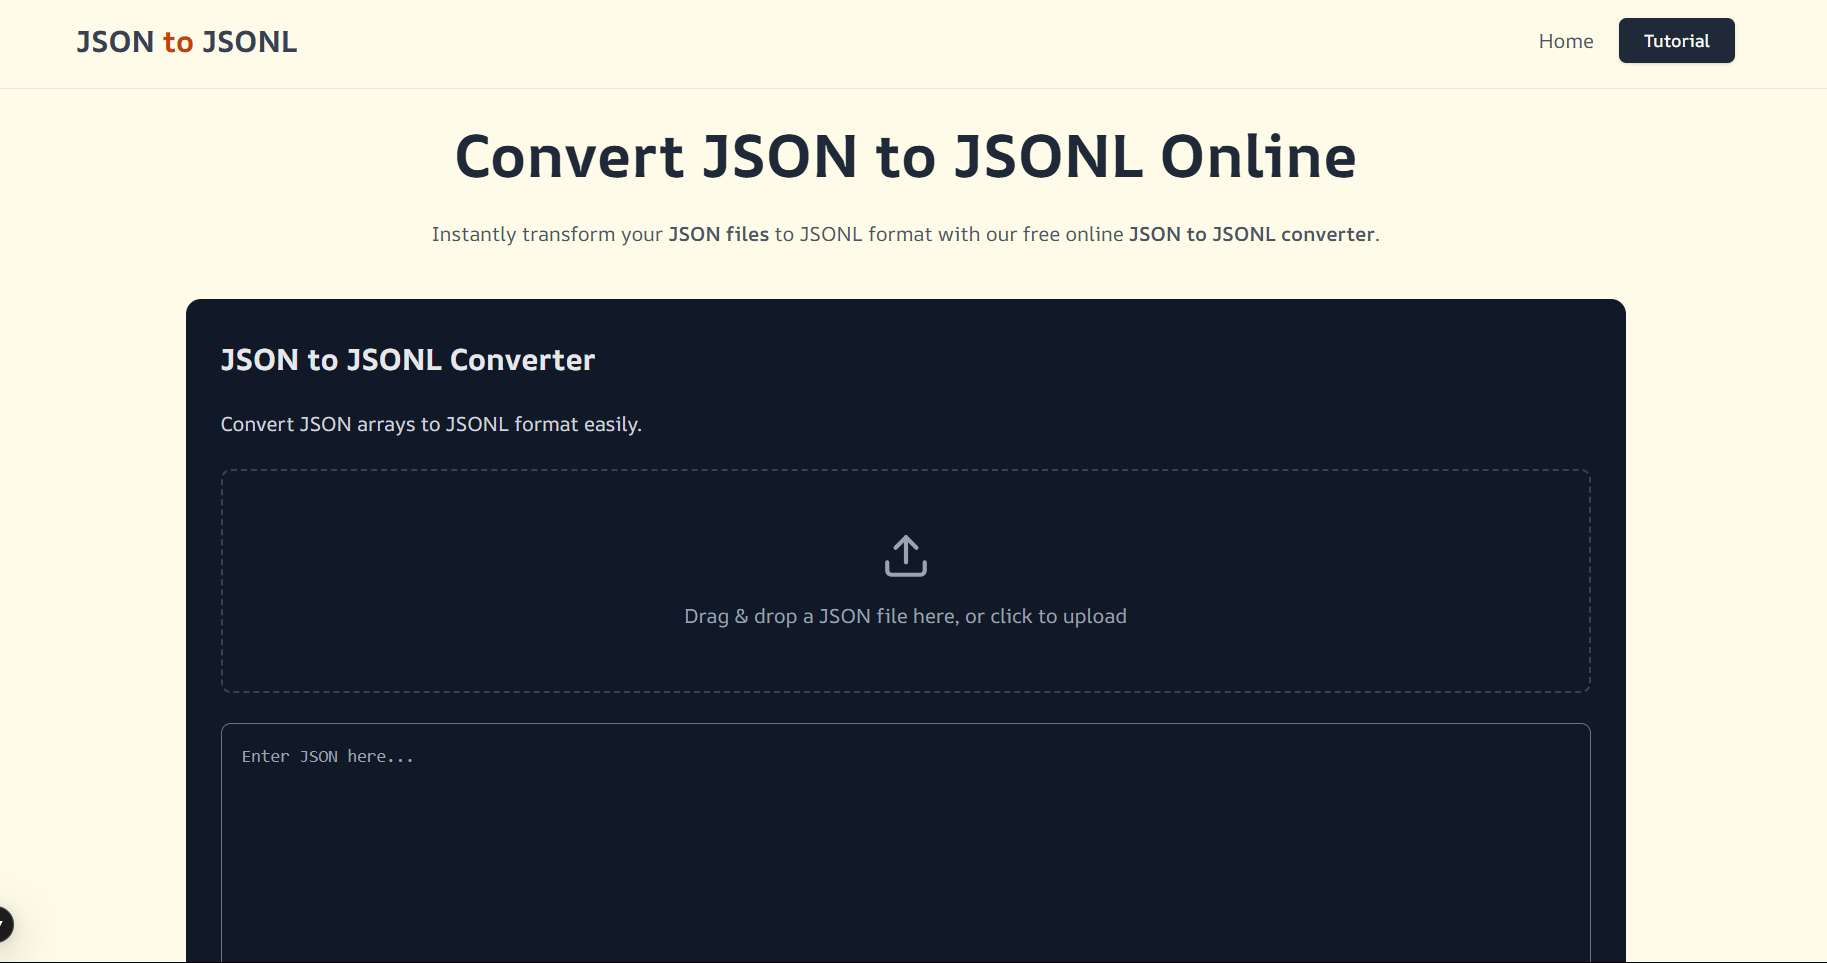 JSON to JSONL
Home
Tutorial
Convert JSON to JSONL Online
Instantly transform your JSON files to JSONL format with our free online JSON to JSONL converter.
JSON to JSONL Converter
Convert JSON arrays to JSONL format easily.
Drag & drop a JSON file here, or click to upload
Enter JSON here...